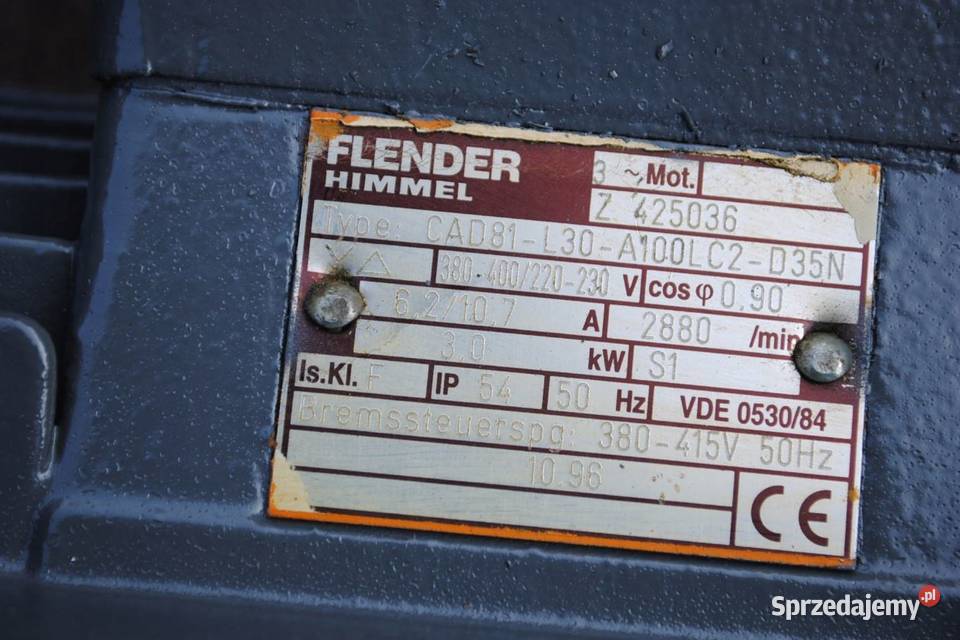 FLENDER
HIMMEL
3 ~ Mot.
Z 425036
Type: CAD81-L30-A100LC2-D35N
Y△ 380-400/220-230 V cos φ 0.90
6.2/10.7 A 2880 /min
3.0 kW S1
Is.Kl. F IP 54 50 Hz VDE 0530/84
Bremssteuerspg: 380-415V 50Hz
10.96
CE
Sprzedajemy.pl